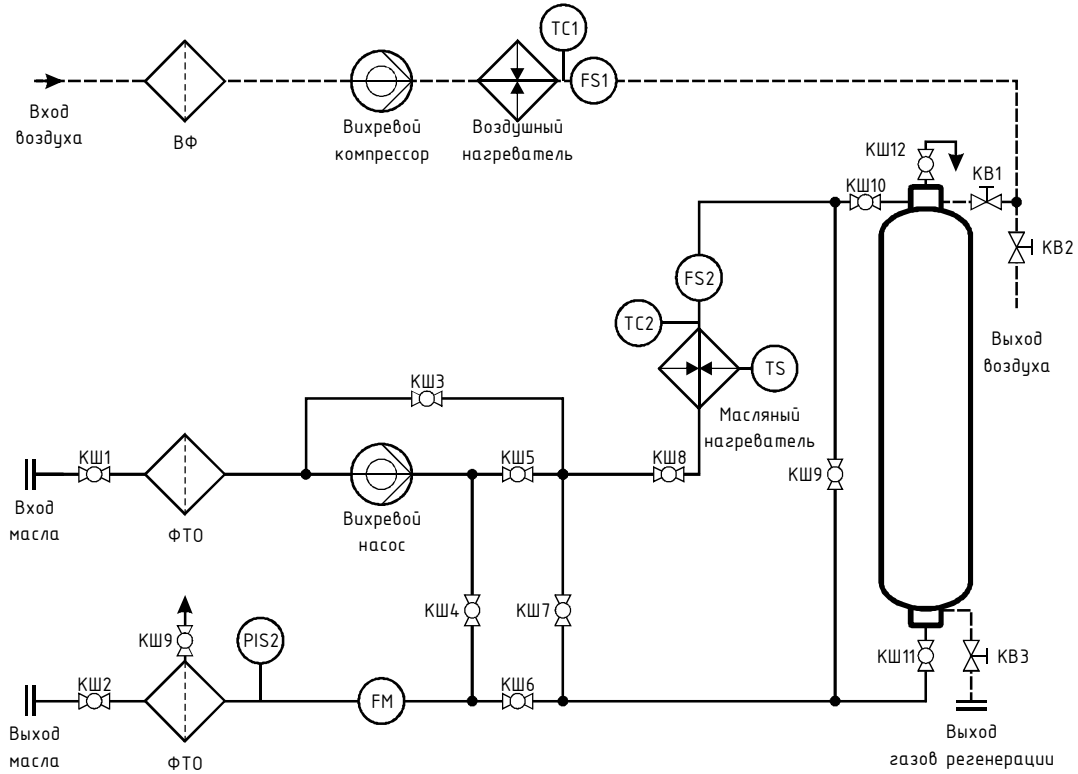 TC1
FS1
Вход
воздуха
ВФ
Вихревой
компрессор
Воздушный
нагреватель
КШ12
КВ1
КШ10
КВ2
FS2
TC2
TS
Выход
воздуха
Масляный
нагреватель
КШ3
КШ1
КШ5
КШ8
КШ9
Вход
масла
ФТО
Вихревой
насос
КШ4
КШ7
КШ9
PIS2
КШ11
КВ3
КШ2
FM
КШ6
Выход
масла
ФТО
Выход
газов регенерации